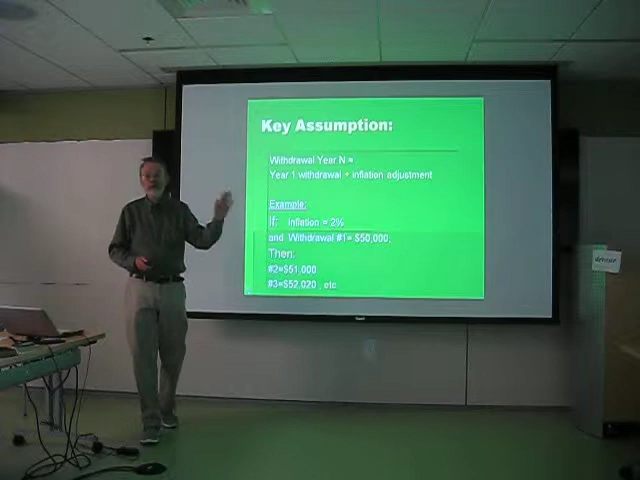 Key Assumption:
Withdrawal Year N =
Year 1 withdrawal + inflation adjustment
Example:
If: Inflation = 2%
and Withdrawal #1= $50,000,
Then:
#2=$51,000
#3=$52,020 , etc